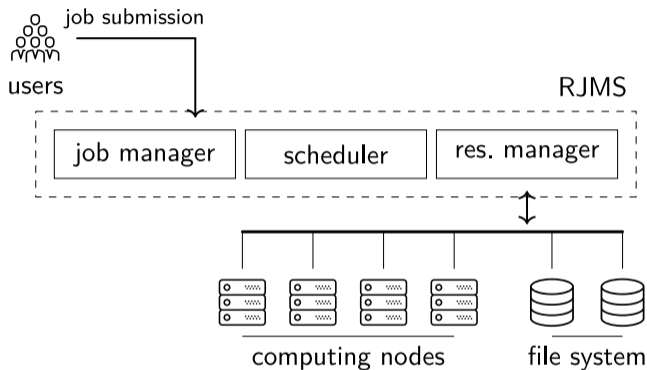 job submission
users
RJMS
job manager
scheduler
res. manager
computing nodes
file system